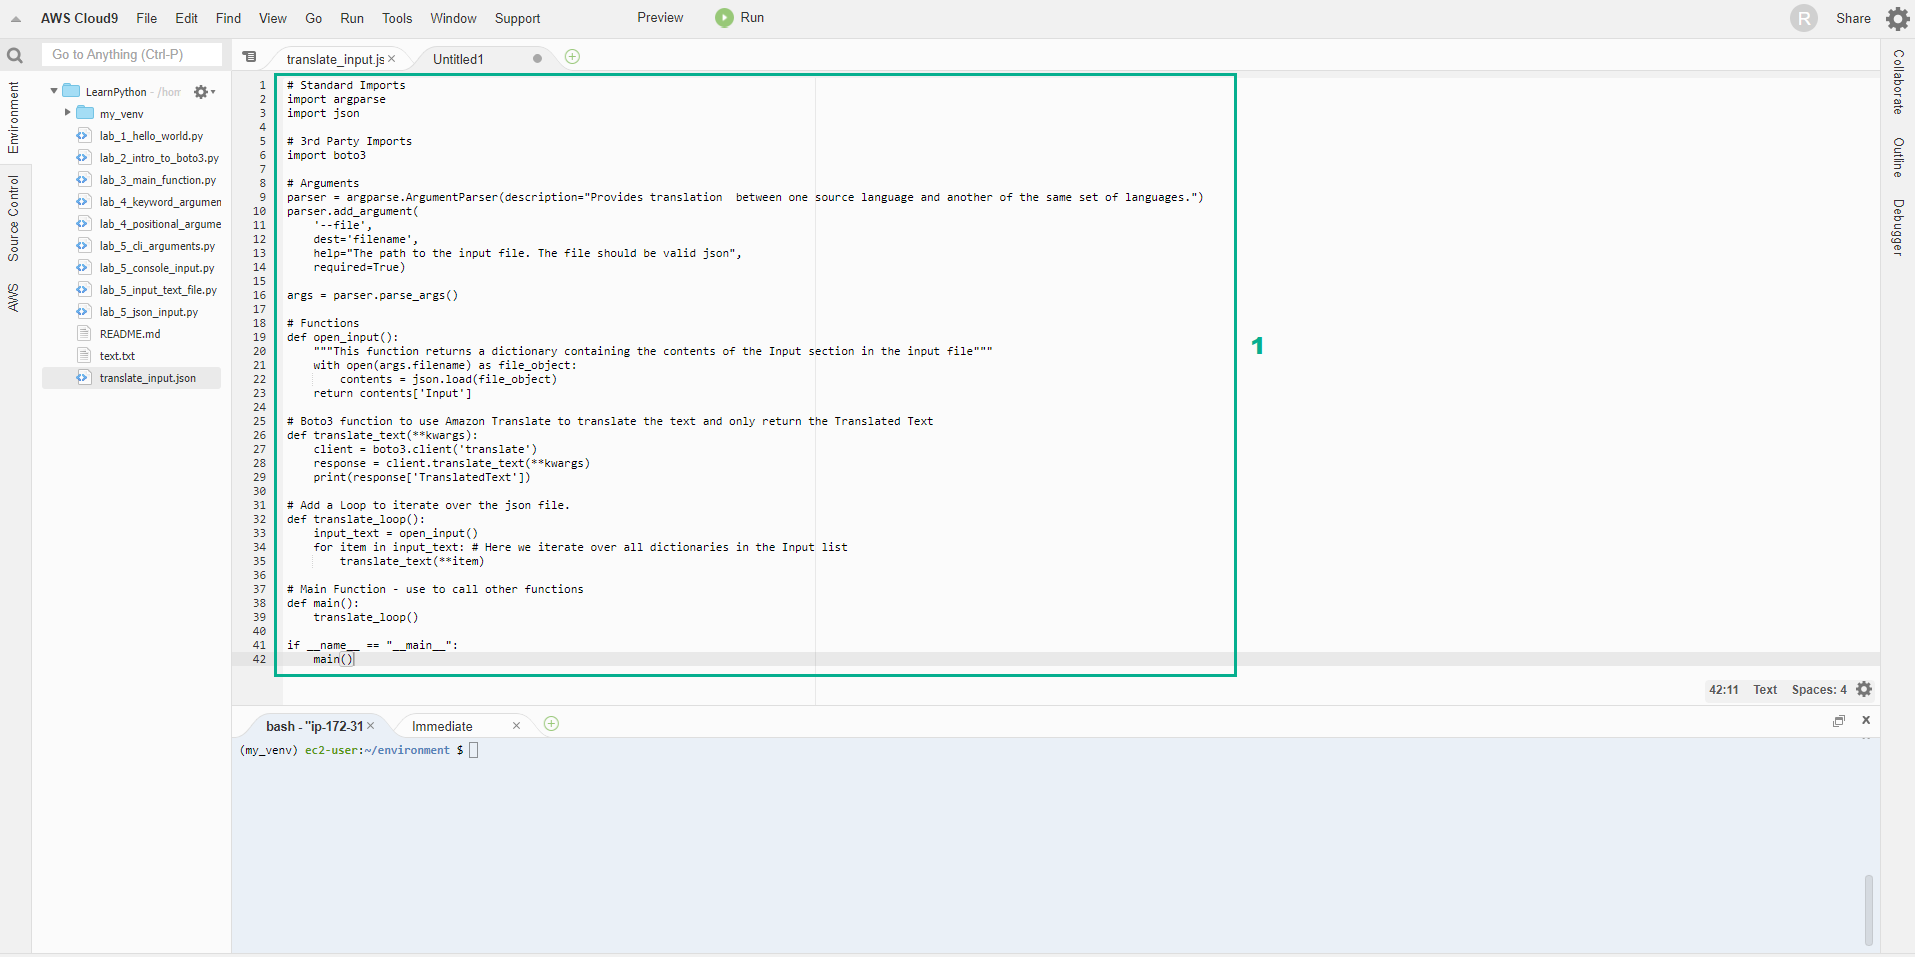 AWS Cloud9 File Edit Find View Go Run Tools Window Support Preview Run R Share
Go to Anything (Ctrl-P)
translate_input.js
Untitled1
Environment
Source Control
AWS
LearnPython - /hom
my_venv
lab_1_hello_world.py
lab_2_intro_to_boto3.py
lab_3_main_function.py
lab_4_keyword_argumen
lab_4_positional_argume
lab_5_cli_arguments.py
lab_5_console_input.py
lab_5_input_text_file.py
lab_5_json_input.py
README.md
text.txt
translate_input.json
1 # Standard Imports
2 import argparse
3 import json
4
5 # 3rd Party Imports
6 import boto3
7
8 # Arguments
9 parser = argparse.ArgumentParser(description="Provides translation  between one source language and another of the same set of languages.")
10 parser.add_argument(
11     '--file',
12     dest='filename',
13     help="The path to the input file. The file should be valid json",
14     required=True)
15
16 args = parser.parse_args()
17
18 # Functions
19 def open_input():
20     """This function returns a dictionary containing the contents of the Input section in the input file"""
21     with open(args.filename) as file_object:
22         contents = json.load(file_object)
23     return contents['Input']
24
25 # Boto3 function to use Amazon Translate to translate the text and only return the Translated Text
26 def translate_text(**kwargs):
27     client = boto3.client('translate')
28     response = client.translate_text(**kwargs)
29     print(response['TranslatedText'])
30
31 # Add a Loop to iterate over the json file.
32 def translate_loop():
33     input_text = open_input()
34     for item in input_text: # Here we iterate over all dictionaries in the Input list
35         translate_text(**item)
36
37 # Main Function - use to call other functions
38 def main():
39     translate_loop()
40
41 if __name__ == "__main__":
42     main()
1
42:11 Text Spaces: 4
Collaborate
Outline
Debugger
bash - "ip-172-31
Immediate
(my_venv) ec2-user:~/environment $